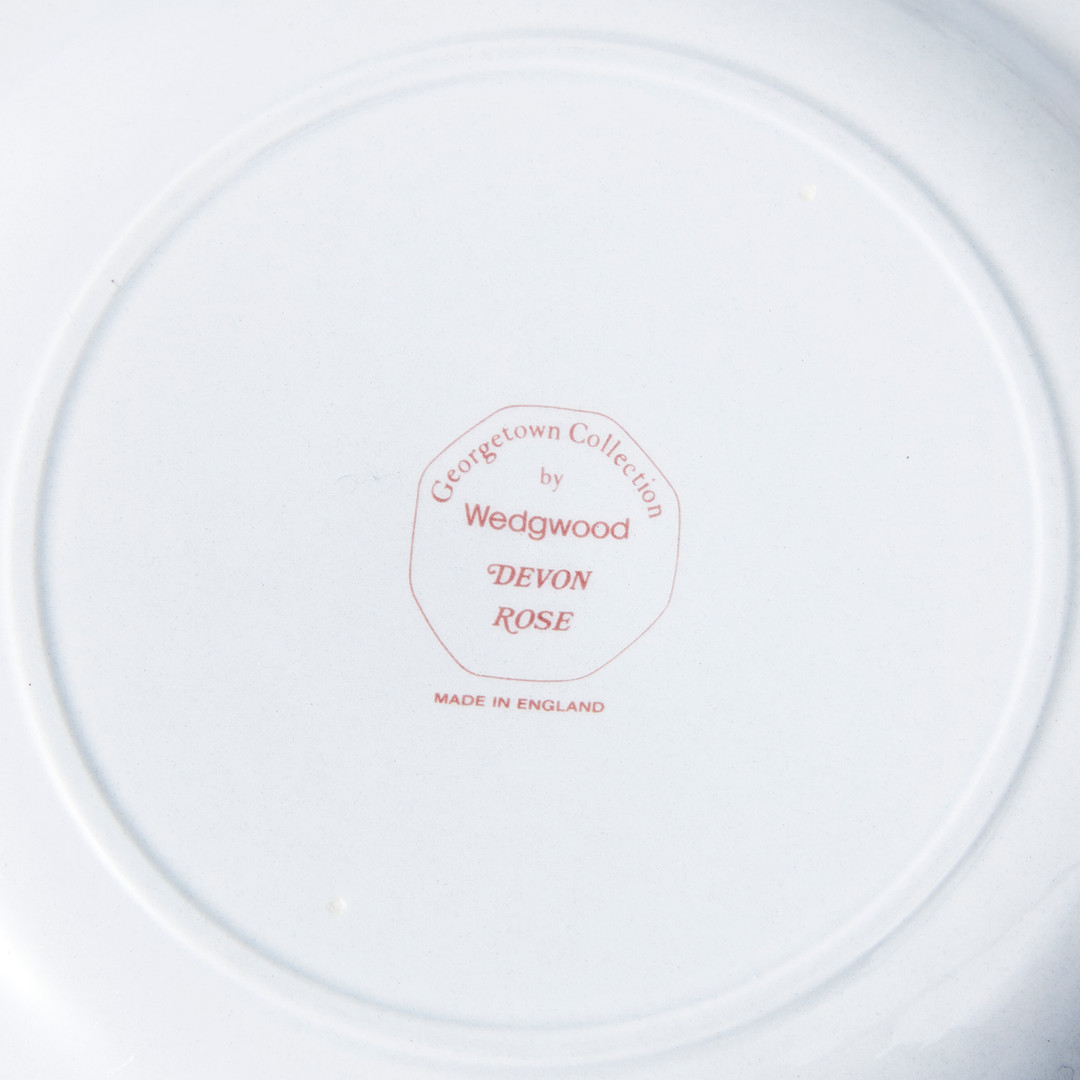 Georgetown Collection
by
Wedgwood
DEVON
ROSE
MADE IN ENGLAND